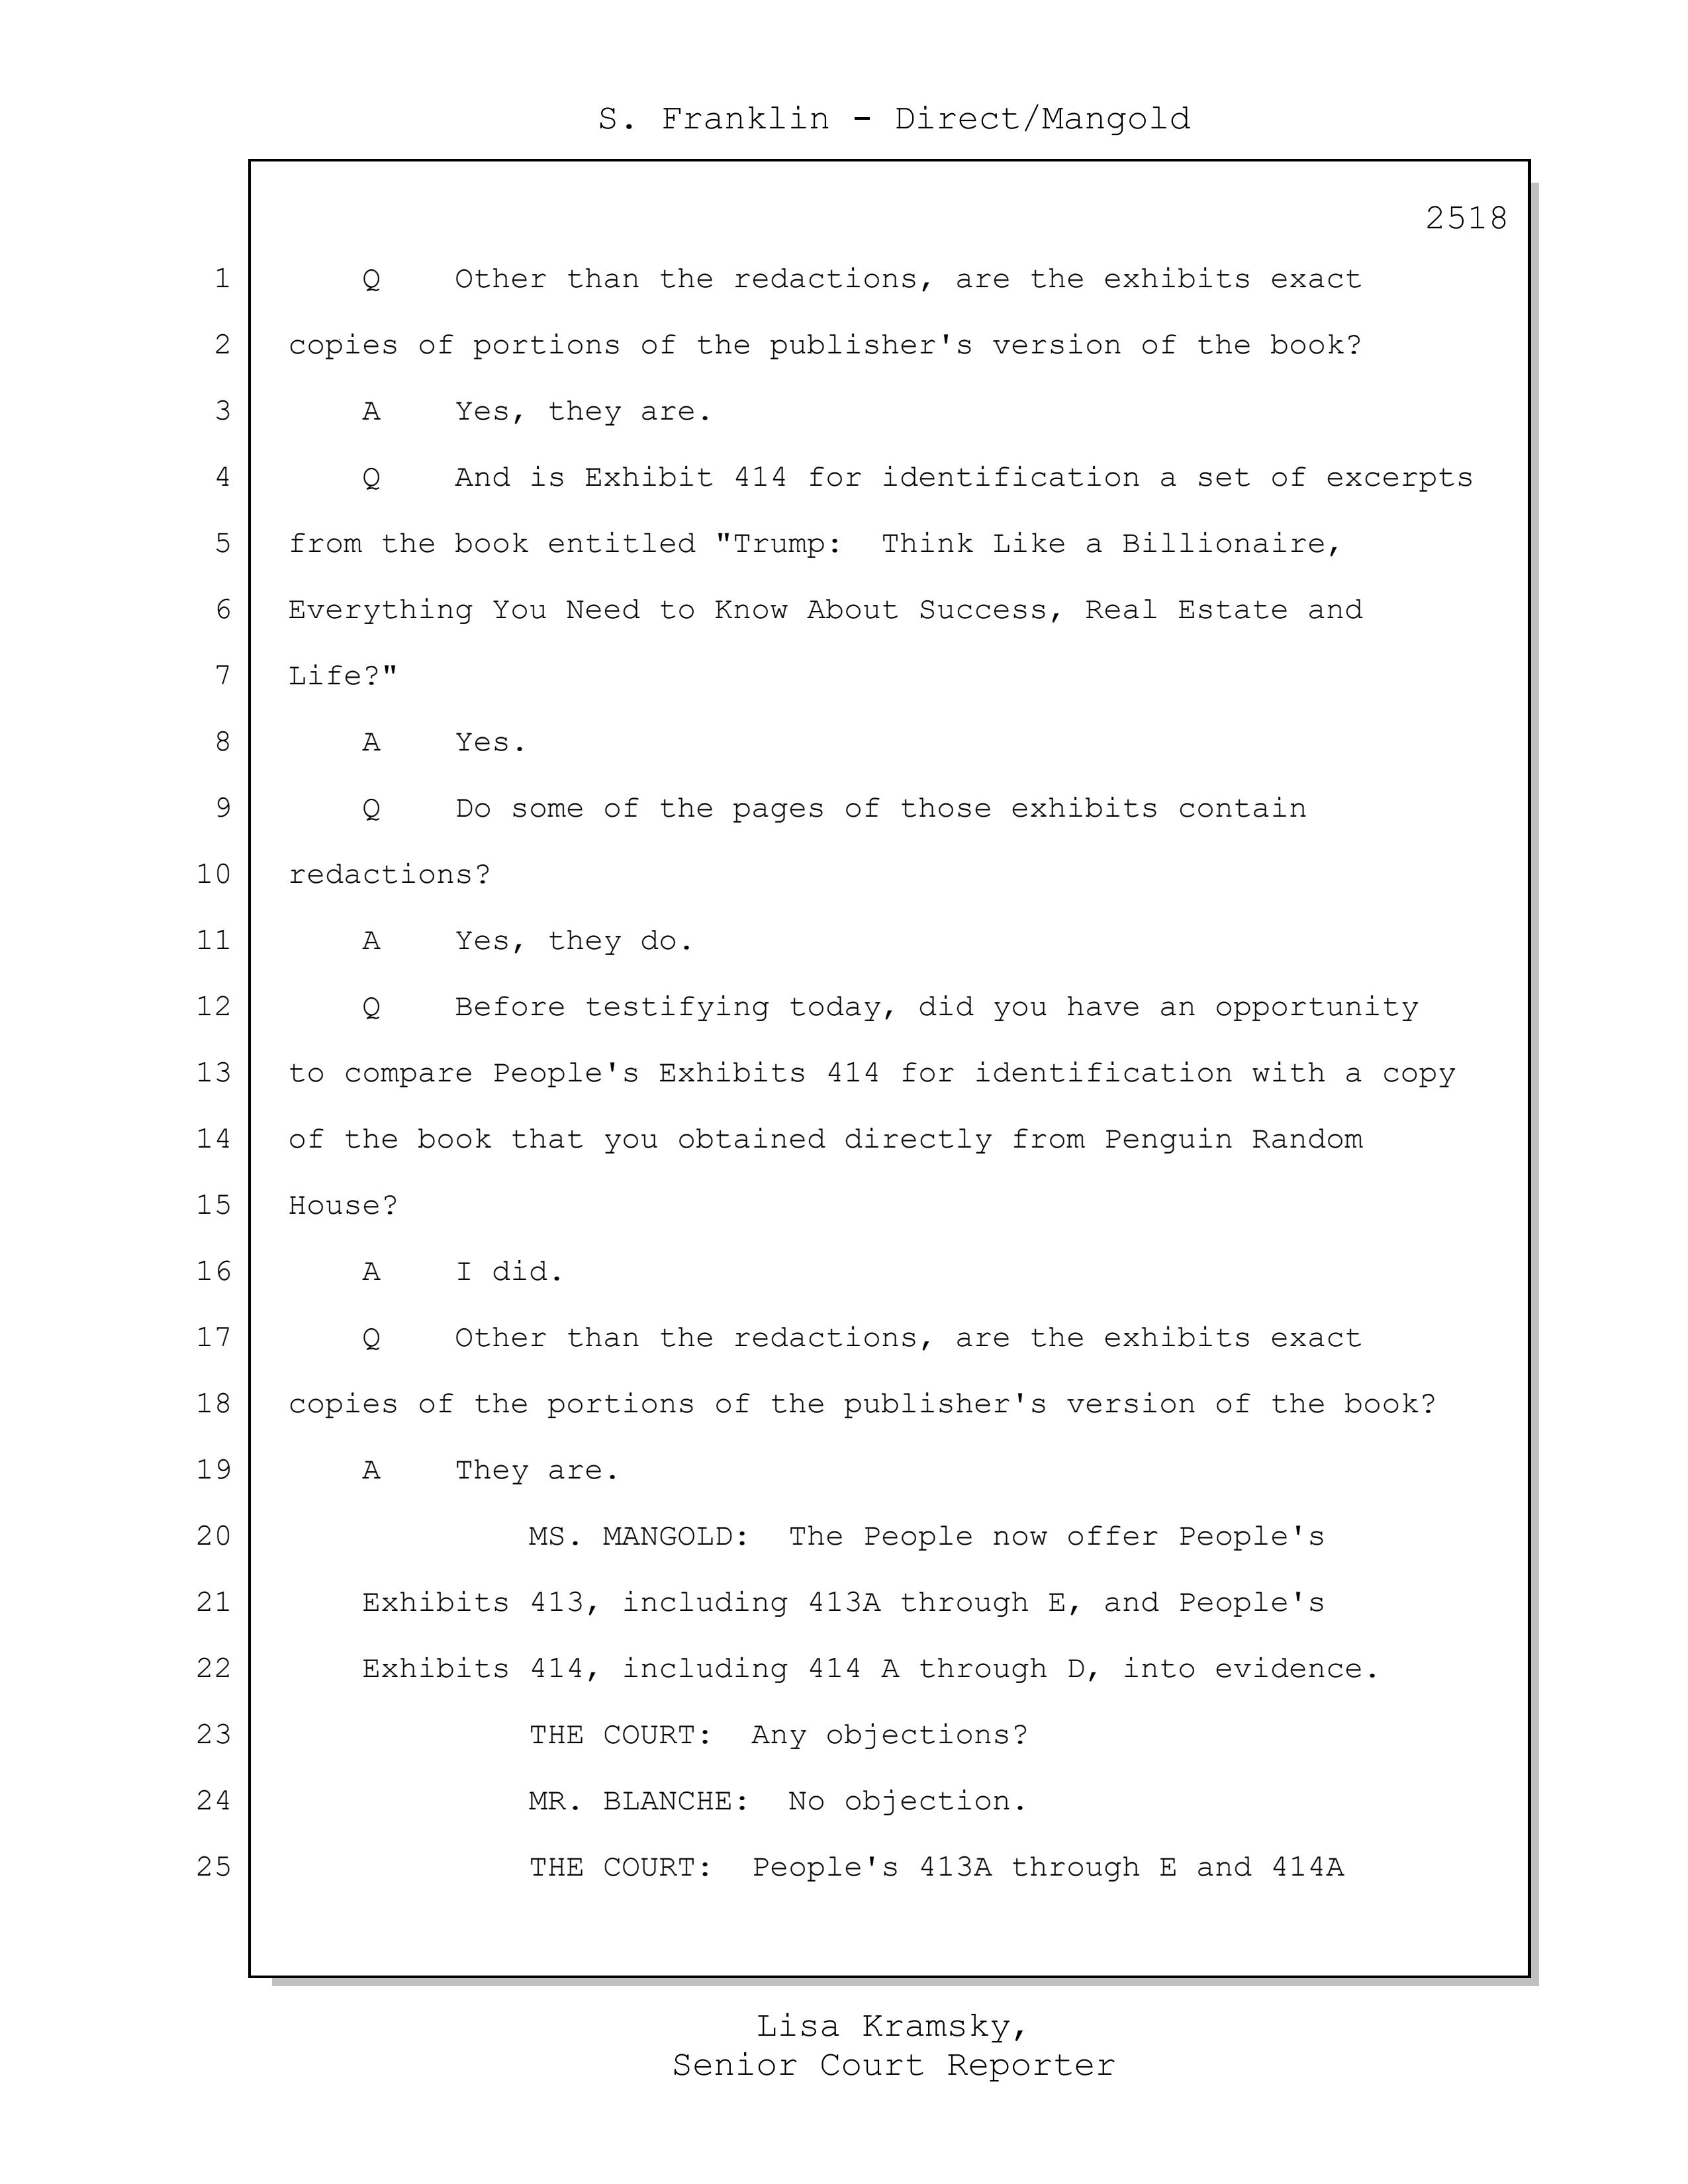 S. Franklin - Direct/Mangold
2518
1 Q Other than the redactions, are the exhibits exact
2 copies of portions of the publisher's version of the book?
3 A Yes, they are.
4 Q And is Exhibit 414 for identification a set of excerpts
5 from the book entitled "Trump: Think Like a Billionaire,
6 Everything You Need to Know About Success, Real Estate and
7 Life?"
8 A Yes.
9 Q Do some of the pages of those exhibits contain
10 redactions?
11 A Yes, they do.
12 Q Before testifying today, did you have an opportunity
13 to compare People's Exhibits 414 for identification with a copy
14 of the book that you obtained directly from Penguin Random
15 House?
16 A I did.
17 Q Other than the redactions, are the exhibits exact
18 copies of the portions of the publisher's version of the book?
19 A They are.
20 MS. MANGOLD: The People now offer People's
21 Exhibits 413, including 413A through E, and People's
22 Exhibits 414, including 414 A through D, into evidence.
23 THE COURT: Any objections?
24 MR. BLANCHE: No objection.
25 THE COURT: People's 413A through E and 414A
Lisa Kramsky,
Senior Court Reporter